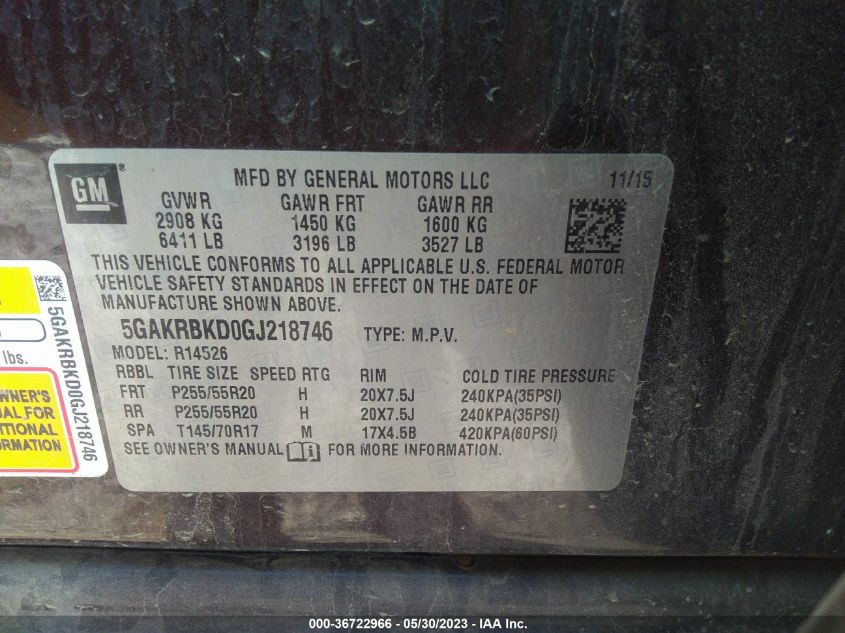 GM ®
MFD BY GENERAL MOTORS LLC 11/15
GVWR GAWR FRT GAWR RR
2908 KG 1450 KG 1600 KG
6411 LB 3196 LB 3527 LB
THIS VEHICLE CONFORMS TO ALL APPLICABLE U.S. FEDERAL MOTOR
VEHICLE SAFETY STANDARDS IN EFFECT ON THE DATE OF
MANUFACTURE SHOWN ABOVE.
5GAKRBKD0GJ218746 TYPE: M.P.V.
MODEL: R14526
RBBL TIRE SIZE SPEED RTG RIM COLD TIRE PRESSURE
FRT P255/55R20 H 20X7.5J 240KPA(35PSI)
RR P255/55R20 H 20X7.5J 240KPA(35PSI)
SPA T145/70R17 M 17X4.5B 420KPA(60PSI)
SEE OWNER'S MANUAL FOR MORE INFORMATION.
lbs.
5GAKRBKD0GJ218746
000-36722966 - 05/30/2023 - IAA Inc.